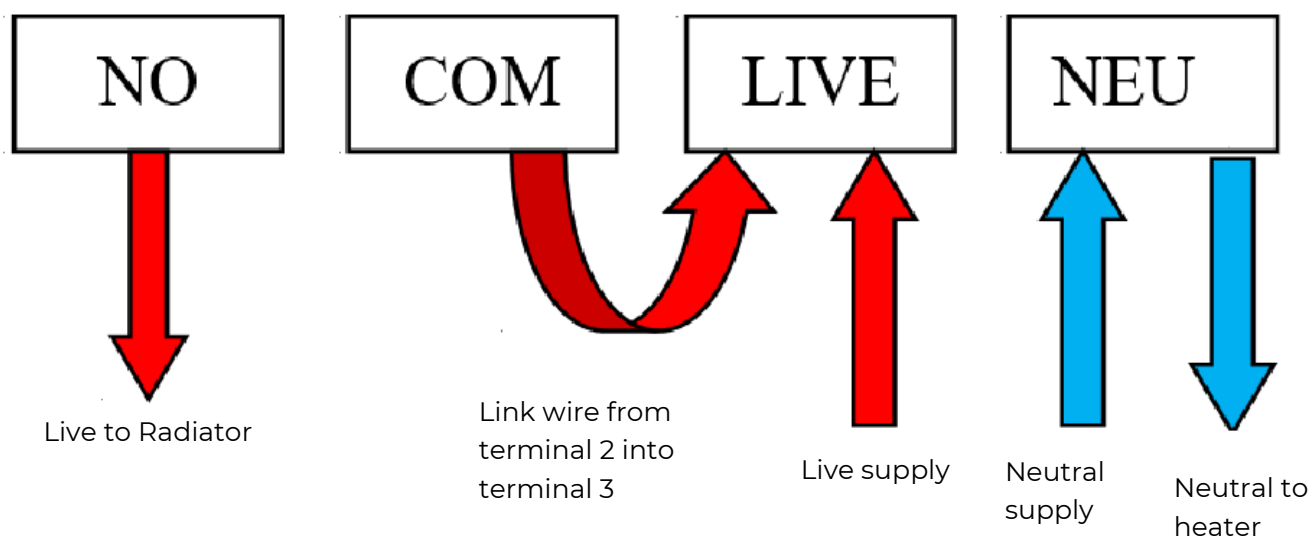 NO
COM
LIVE
NEU
Live to Radiator
Link wire from
terminal 2 into
terminal 3
Live supply
Neutral
supply
Neutral to
heater